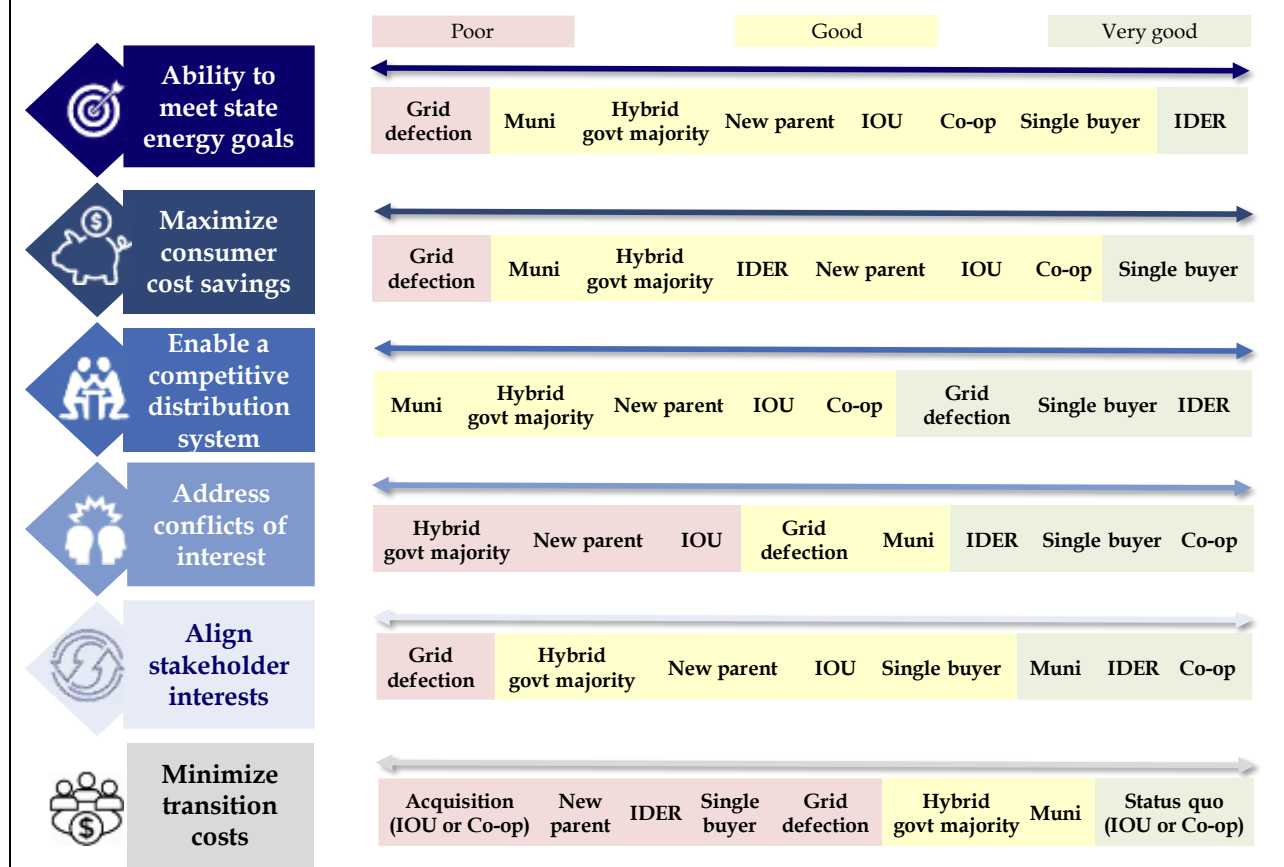 Poor
Good
Very good
Ability to
meet state
energy goals
Grid
defection
Muni
Hybrid
govt majority
New parent
IOU
Co-op
Single buyer
IDER
Maximize
consumer
cost savings
Grid
defection
Muni
Hybrid
govt majority
IDER
New parent
IOU
Co-op
Single buyer
Enable a
competitive
distribution
system
Muni
Hybrid
govt majority
New parent
IOU
Co-op
Grid
defection
Single buyer
IDER
Address
conflicts of
interest
Hybrid
govt majority
New parent
IOU
Grid
defection
Muni
IDER
Single buyer
Co-op
Align
stakeholder
interests
Grid
defection
Hybrid
govt majority
New parent
IOU
Single buyer
Muni
IDER
Co-op
Minimize
transition
costs
Acquisition
(IOU or Co-op)
New
parent
IDER
Single
buyer
Grid
defection
Hybrid
govt majority
Muni
Status quo
(IOU or Co-op)